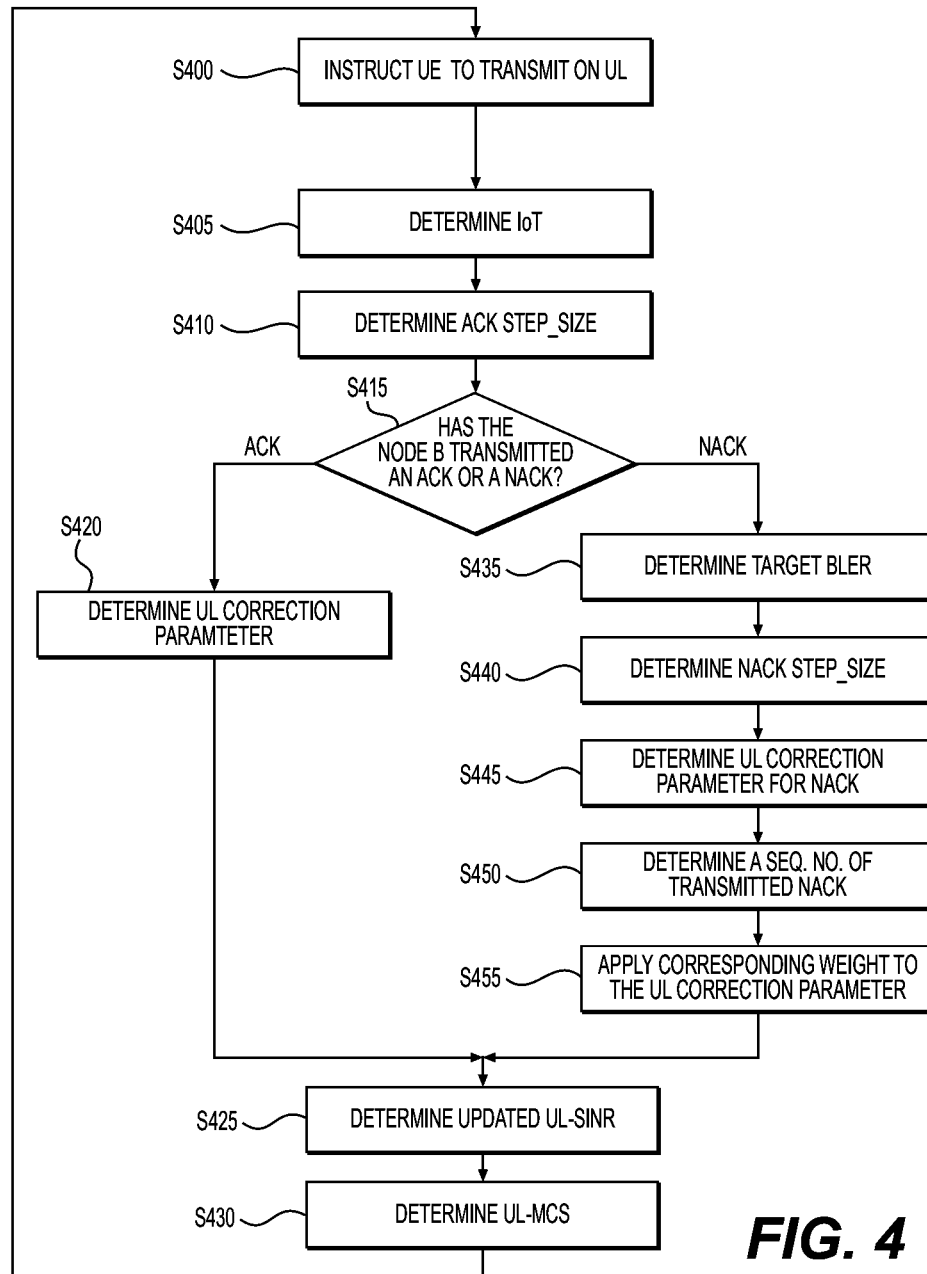 S400
INSTRUCT UE TO TRANSMIT ON UL
S405
DETERMINE IoT
S410
DETERMINE ACK STEP_SIZE
S415
HAS THE
NODE B TRANSMITTED
AN ACK OR A NACK?
ACK
NACK
S420
DETERMINE UL CORRECTION
PARAMTETER
S435
DETERMINE TARGET BLER
S440
DETERMINE NACK STEP_SIZE
S445
DETERMINE UL CORRECTION
PARAMETER FOR NACK
S450
DETERMINE A SEQ. NO. OF
TRANSMITTED NACK
S455
APPLY CORRESPONDING WEIGHT TO
THE UL CORRECTION PARAMETER
S425
DETERMINE UPDATED UL-SINR
S430
DETERMINE UL-MCS
FIG. 4